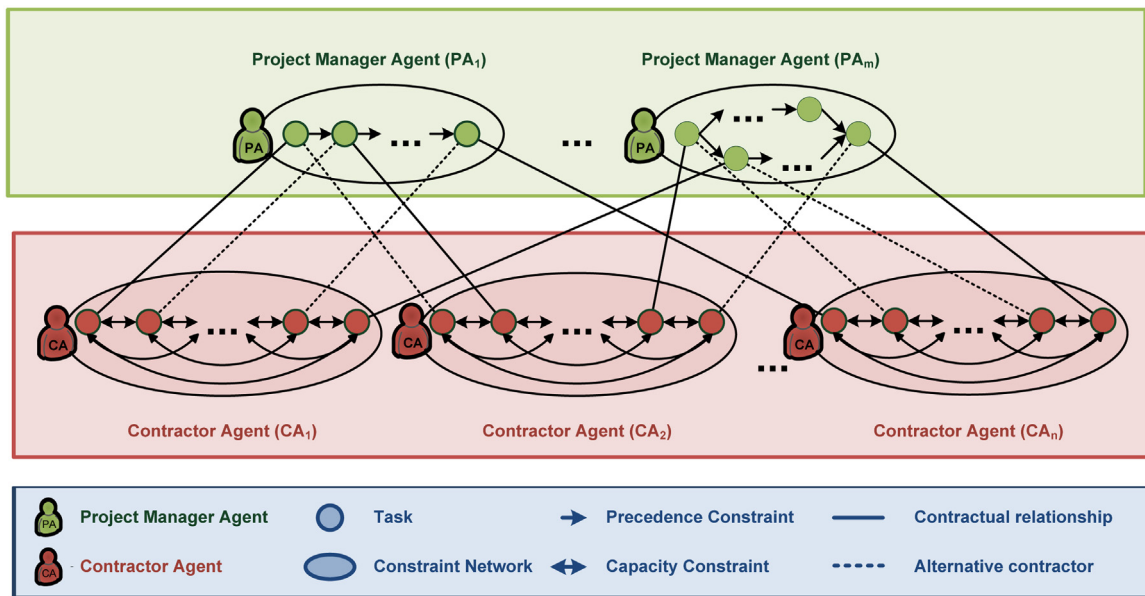 Project Manager Agent (PA₁)
Project Manager Agent (PAₘ)
PA
...
...
PA
...
...
CA
...
CA
...
CA
...
...
Contractor Agent (CA₁)
Contractor Agent (CA₂)
Contractor Agent (CAₙ)
PA
Project Manager Agent
Task
Precedence Constraint
Contractual relationship
CA
Contractor Agent
Constraint Network
Capacity Constraint
Alternative contractor